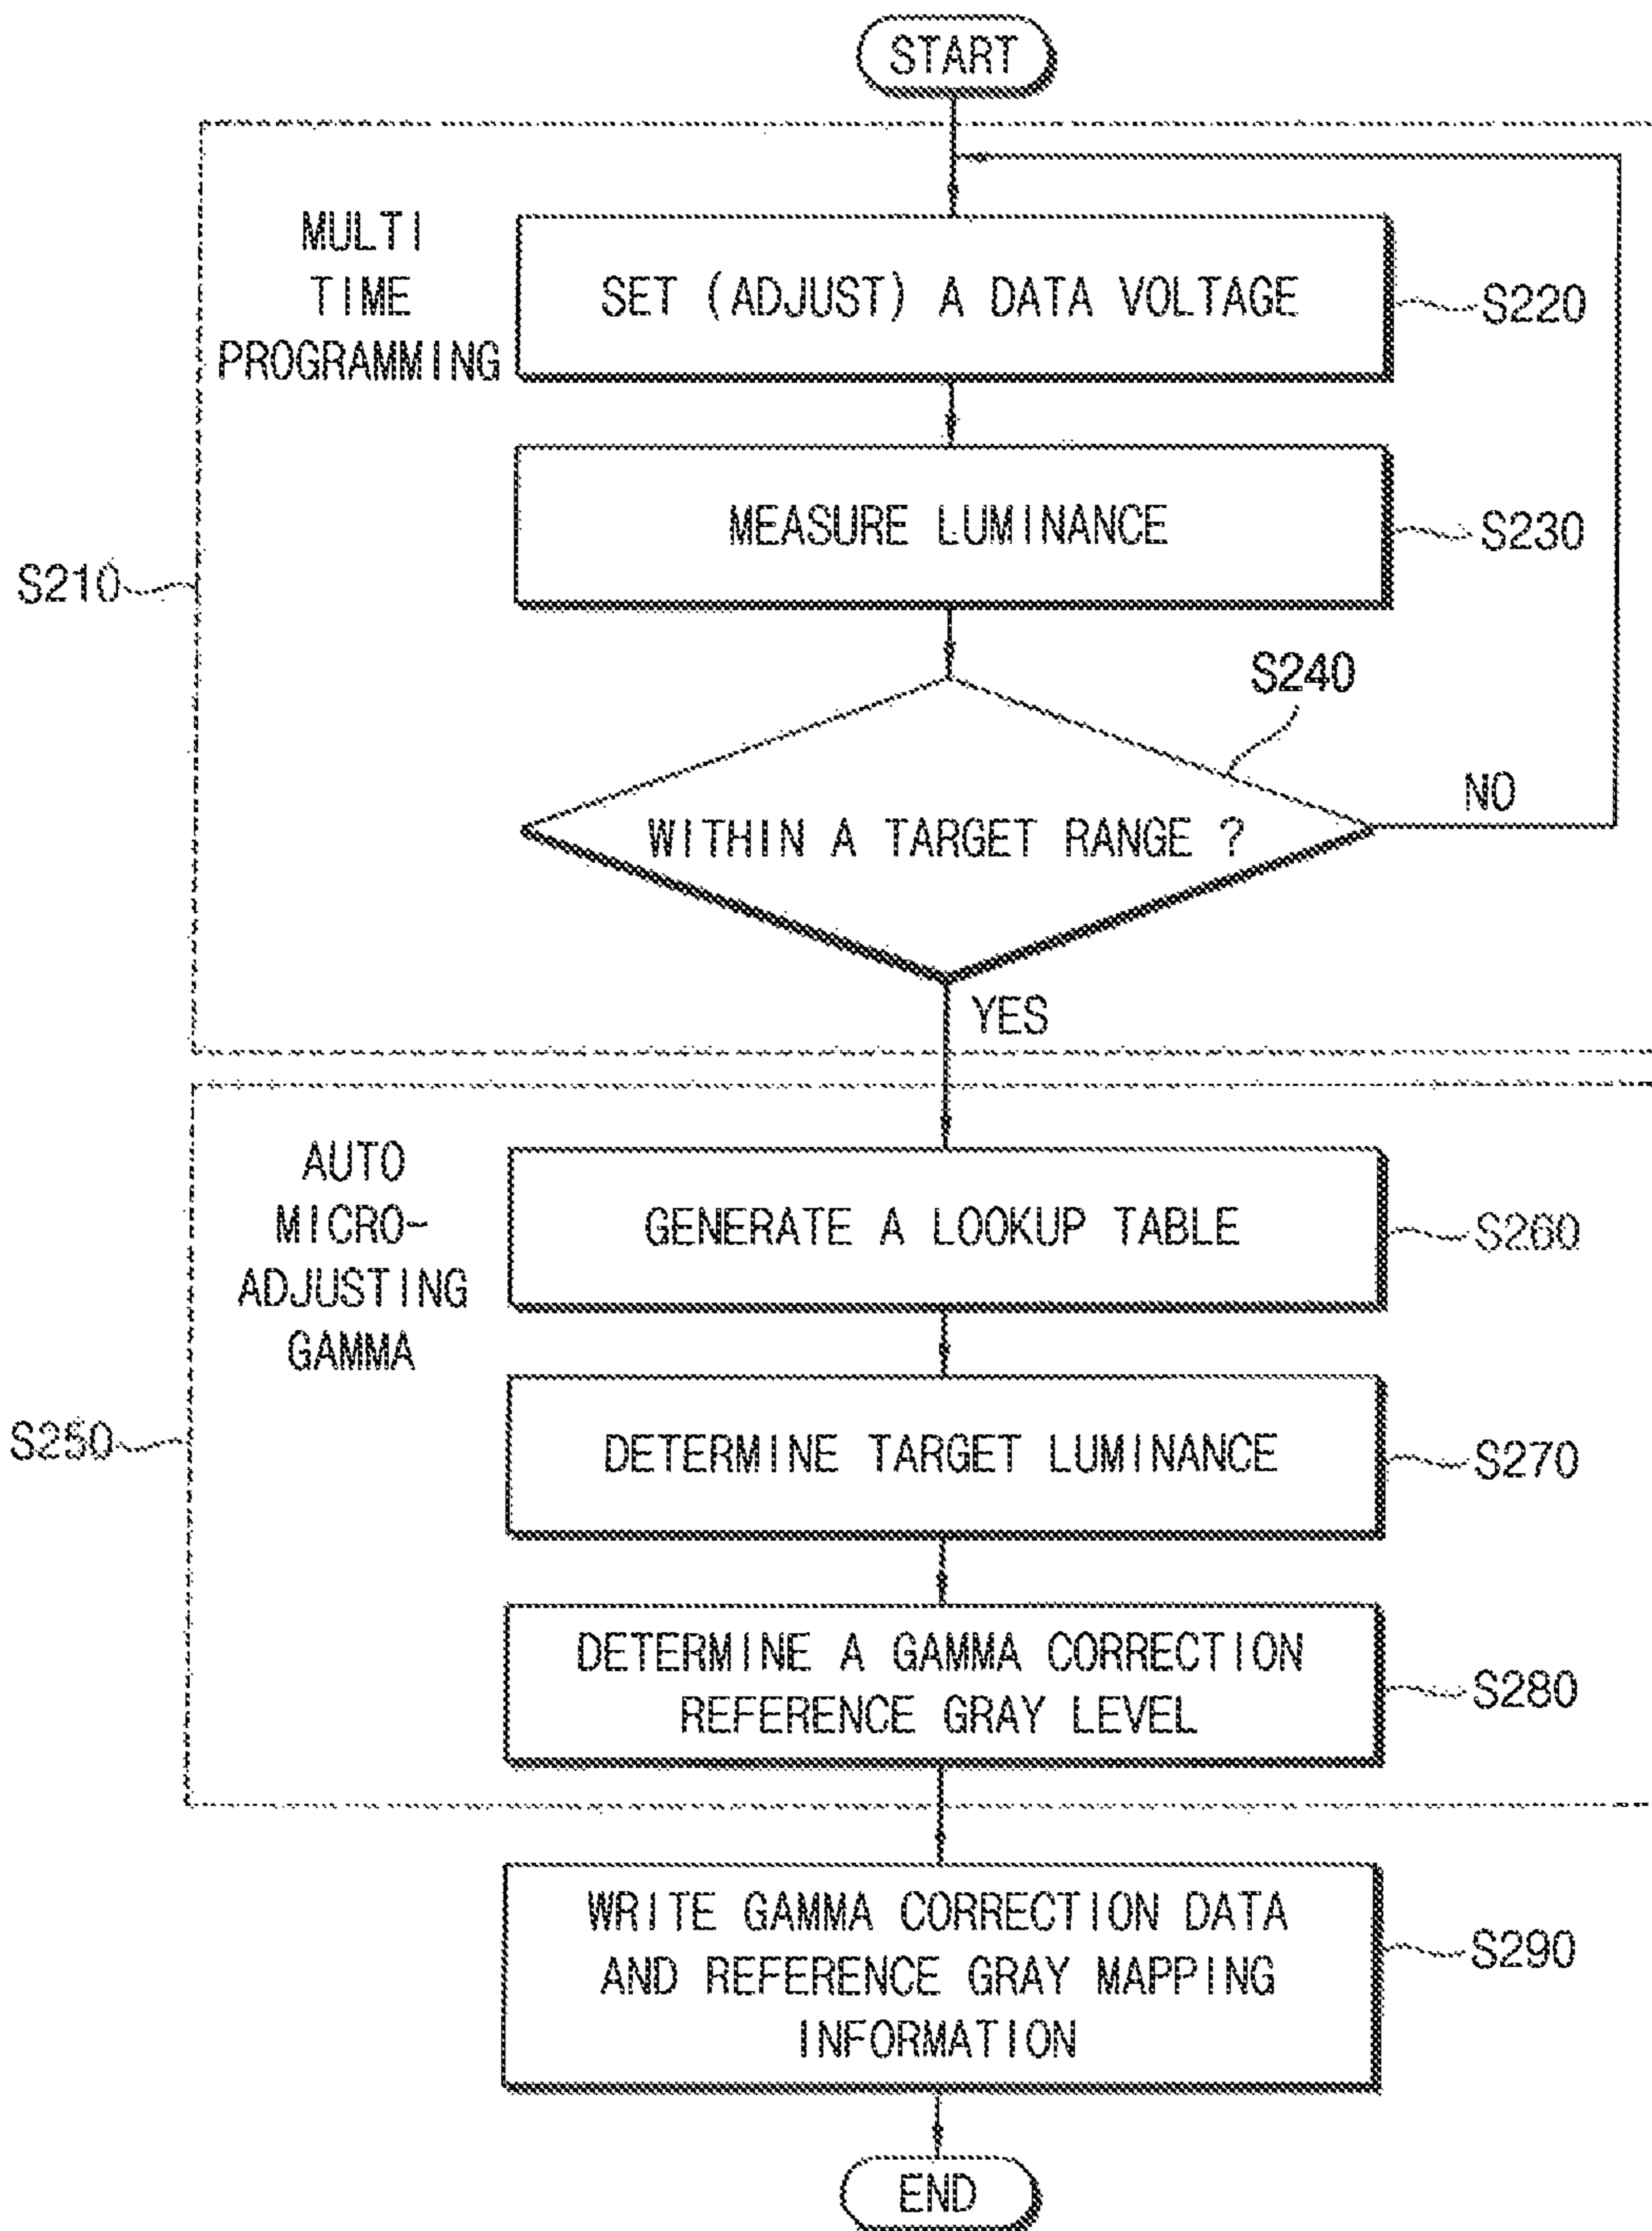 START
MULTI
TIME
PROGRAMMING
SET (ADJUST) A DATA VOLTAGE
S220
MEASURE LUMINANCE
S230
S210
S240
WITHIN A TARGET RANGE ?
NO
YES
AUTO
MICRO-
ADJUSTING
GAMMA
GENERATE A LOOKUP TABLE
S260
S250
DETERMINE TARGET LUMINANCE
S270
DETERMINE A GAMMA CORRECTION
REFERENCE GRAY LEVEL
S280
WRITE GAMMA CORRECTION DATA
AND REFERENCE GRAY MAPPING
INFORMATION
S290
END